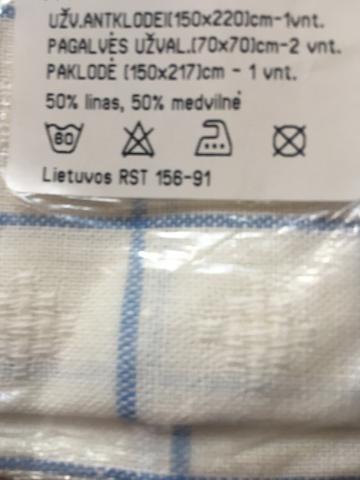 UŽV.ANTKLODEI(150x220)cm-1vnt.
PAGALVĖS UŽVAL.(70x70)cm-2 vnt.
PAKLODĖ (150x217)cm - 1 vnt.
50% linas, 50% medvilnė
60
Lietuvos RST 156-91